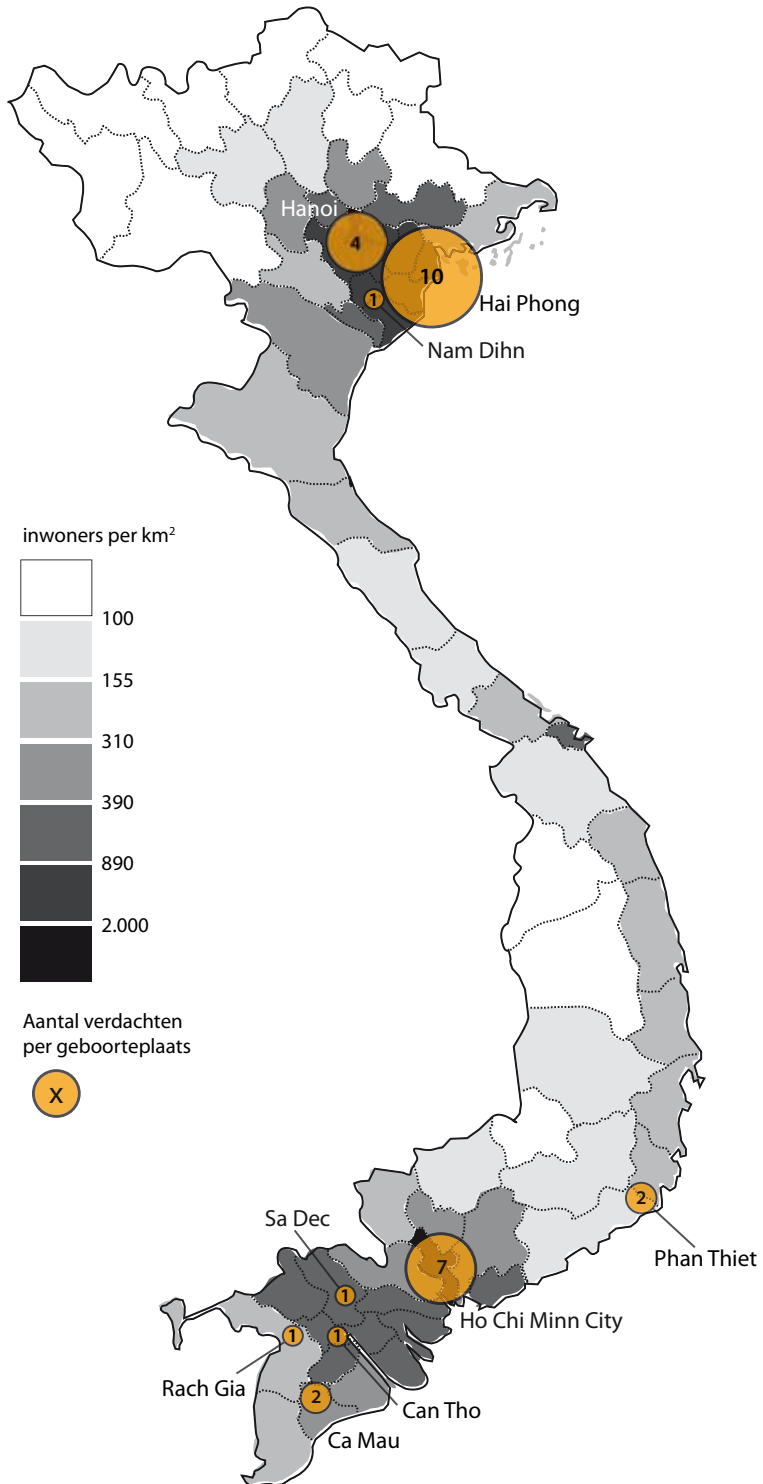 Hanoi
4
10
Hai Phong
1
Nam Dihn
inwoners per km²
100
155
310
390
890
2.000
Aantal verdachten
per geboorteplaats
X
2
Phan Thiet
Sa Dec
7
1
Ho Chi Minn City
1
1
Rach Gia
2
Can Tho
Ca Mau